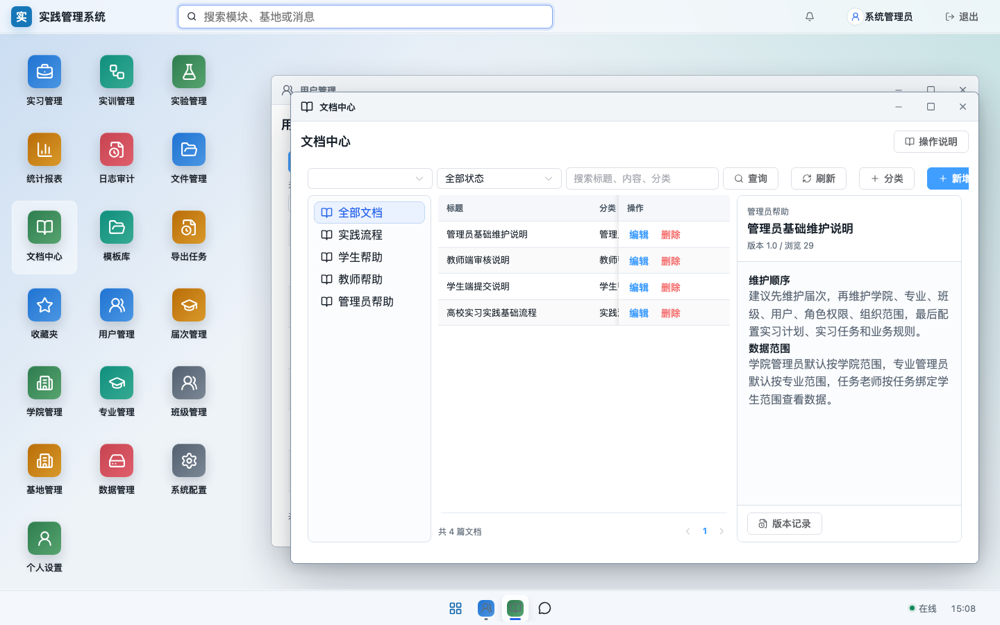 实 实践管理系统
搜索模块、基地或消息
系统管理员
退出
实习管理
实训管理
实验管理
统计报表
日志审计
文件管理
文档中心
模板库
导出任务
收藏夹
用户管理
届次管理
学院管理
专业管理
班级管理
基地管理
数据管理
系统配置
个人设置
用户管理
用
文档中心
文档中心
操作说明
全部状态
搜索标题、内容、分类
查询
刷新
分类
新增
全部文档
实践流程
学生帮助
教师帮助
管理员帮助
标题 分类 操作
管理员基础维护说明 管理 编辑 删除
教师端审核说明 教师 编辑 删除
学生端提交说明 学生 编辑 删除
高校实习实践基础流程 实践 编辑 删除
共 4 篇文档
1
管理员帮助
管理员基础维护说明
版本 1.0 / 浏览 29
维护顺序
建议先维护届次，再维护学院、专业、班
级、用户、角色权限、组织范围，最后配
置实习计划、实习任务和业务规则。
数据范围
学院管理员默认按学院范围，专业管理员
默认按专业范围，任务老师按任务绑定学
生范围查看数据。
版本记录
在线
15:08